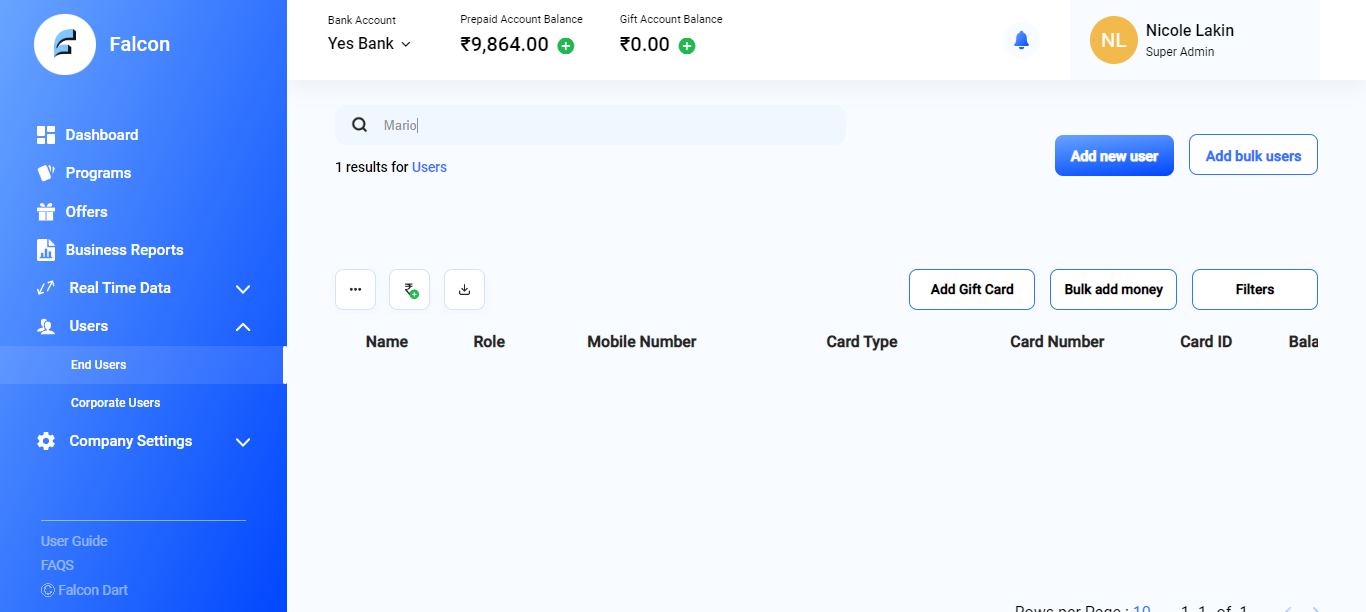 Falcon
Dashboard
Programs
Offers
Business Reports
Real Time Data
Users
End Users
Corporate Users
Company Settings
User Guide
FAQS
© Falcon Dart
Bank Account
Yes Bank
Prepaid Account Balance
₹9,864.00
Gift Account Balance
₹0.00
NL
Nicole Lakin
Super Admin
Mario
1 results for Users
Add new user
Add bulk users
Add Gift Card
Bulk add money
Filters
Name Role Mobile Number Card Type Card Number Card ID Bala
Rows per Page : 10 1-1 of 1